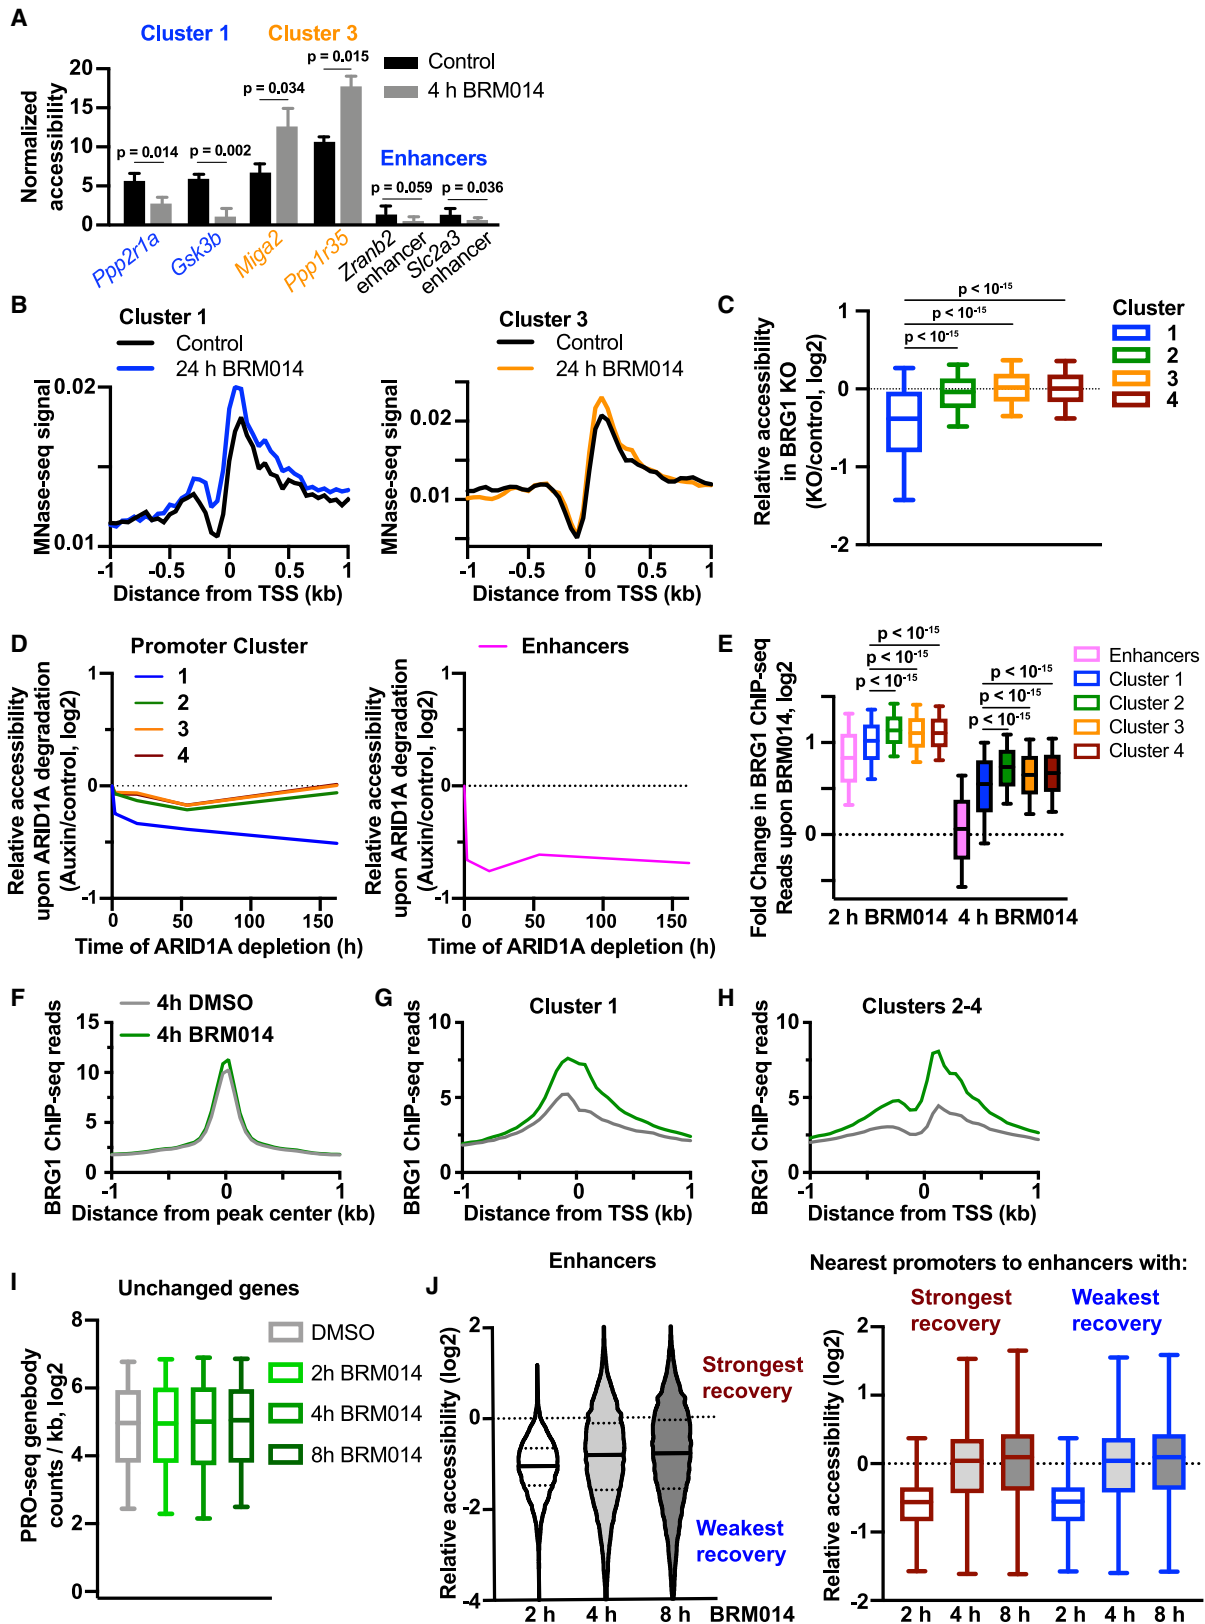 A
Cluster 1
Cluster 3
Control
4 h BRM014
p = 0.014
p = 0.002
p = 0.034
p = 0.015
Enhancers
p = 0.059
p = 0.036
Normalized
accessibility
20
15
10
5
0
Ppp2r1a
Gsk3b
Miga2
Ppp1r35
Zranb2
enhancer
Slc2a3
enhancer
B
Cluster 1
Control
24 h BRM014
MNase-seq signal
0.02
0.01
-1
-0.5
0
0.5
1
Distance from TSS (kb)
Cluster 3
Control
24 h BRM014
MNase-seq signal
0.02
0.01
-1
-0.5
0
0.5
1
Distance from TSS (kb)
C
p < 10-15
p < 10-15
p < 10-15
Relative accessibility
in BRG1 KO
(KO/control, log2)
1
0
-1
-2
Cluster
1
2
3
4
D
Promoter Cluster
1
2
3
4
Relative accessibility
upon ARID1A degradation
(Auxin/control, log2)
1
0
-1
0
50
100
150
Time of ARID1A depletion (h)
Enhancers
Relative accessibility
upon ARID1A degradation
(Auxin/control, log2)
1
0
-1
0
50
100
150
Time of ARID1A depletion (h)
E
p < 10-15
p < 10-15
p < 10-15
p < 10-15
p < 10-15
p < 10-15
Fold Change in BRG1 ChIP-seq
Reads upon BRM014, log2
1
0
2 h BRM014
4 h BRM014
Enhancers
Cluster 1
Cluster 2
Cluster 3
Cluster 4
F
4h DMSO
4h BRM014
BRG1 ChIP-seq reads
15
10
5
0
-1
0
1
Distance from peak center (kb)
G
Cluster 1
BRG1 ChIP-seq reads
10
5
0
-1
0
1
Distance from TSS (kb)
H
Clusters 2-4
BRG1 ChIP-seq reads
10
5
0
-1
0
1
Distance from TSS (kb)
I
Unchanged genes
PRO-seq genebody
counts / kb, log2
8
6
4
2
0
DMSO
2h BRM014
4h BRM014
8h BRM014
J
Enhancers
Relative accessibility (log2)
2
0
-2
-4
Strongest
recovery
Weakest
recovery
2 h
4 h
8 h
BRM014
Nearest promoters to enhancers with:
Strongest
recovery
Weakest
recovery
Relative accessibility (log2)
2
1
0
-1
-2
2 h
4 h
8 h
2 h
4 h
8 h